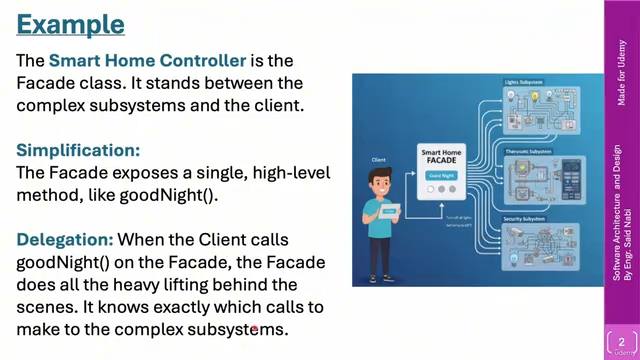 Example
The Smart Home Controller is the
Facade class. It stands between the
complex subsystems and the client.
Simplification:
The Facade exposes a single, high-level
method, like goodNight().
Delegation: When the Client calls
goodNight() on the Facade, the Facade
does all the heavy lifting behind the
scenes. It knows exactly which calls to
make to the complex subsystems.
Client
Smart Home
FACADE
Good Night
Lights Subsystem
Security Subsystem
Software Architecture and Design
By Engr. Said Nabi
Made for Udemy
2
Udemy